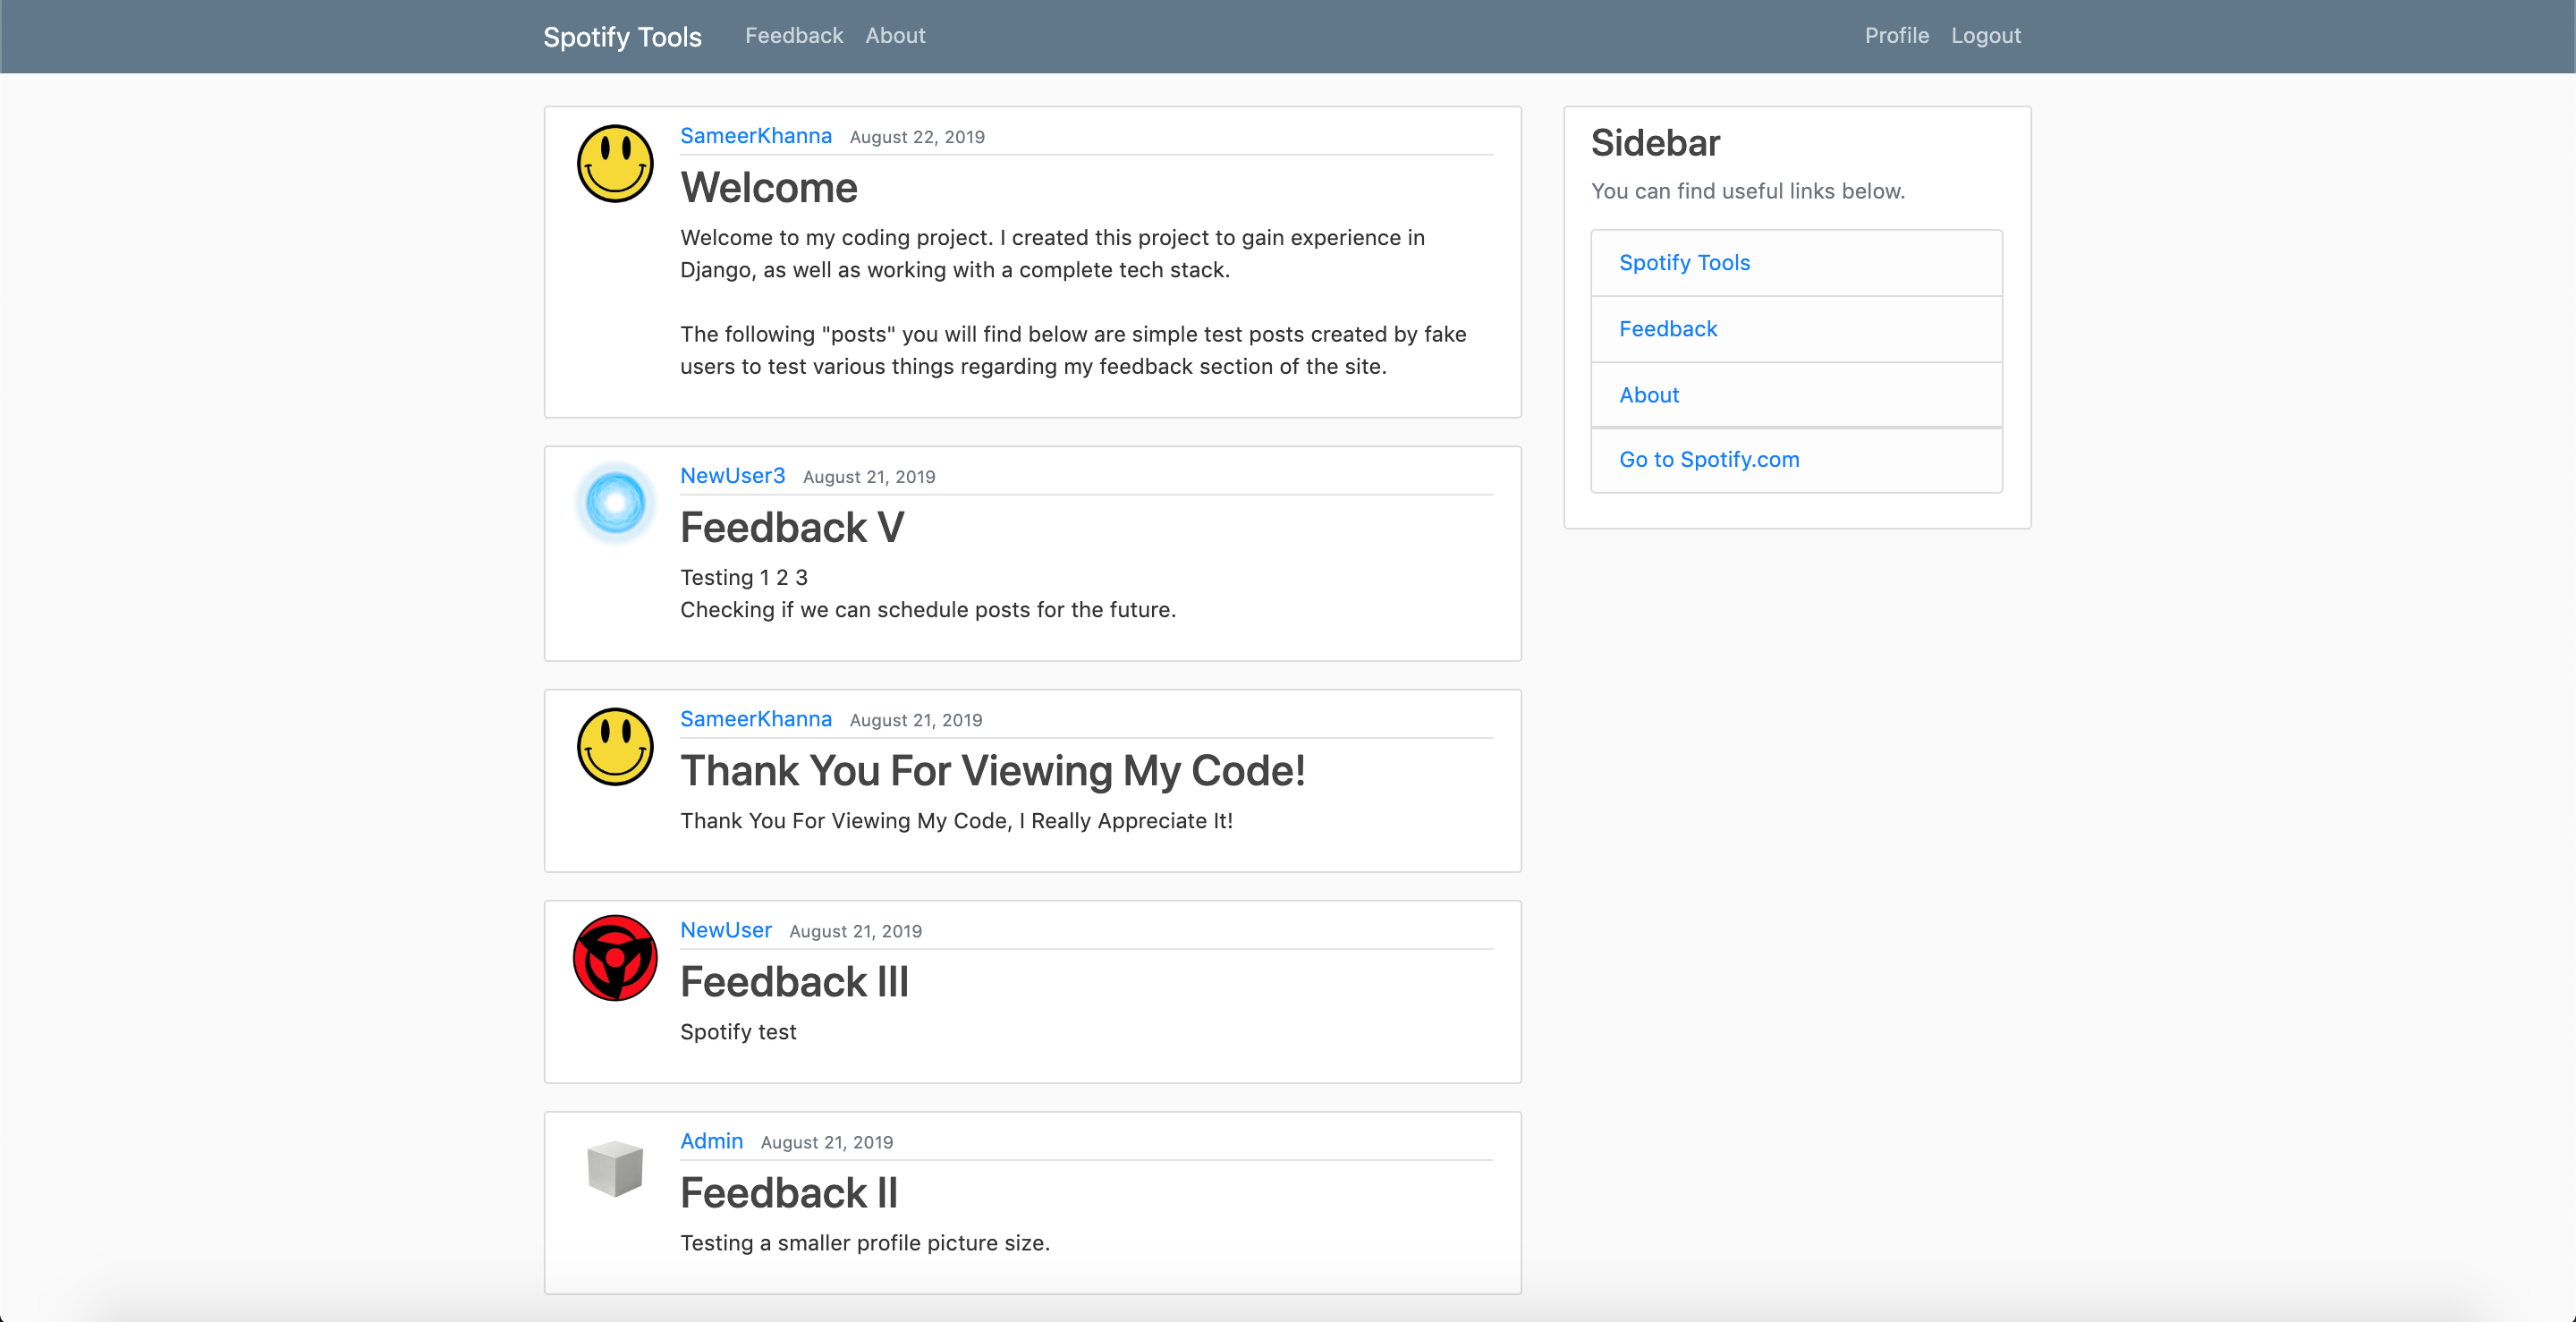 Spotify Tools Feedback About Profile Logout
SameerKhanna August 22, 2019
Welcome
Welcome to my coding project. I created this project to gain experience in
Django, as well as working with a complete tech stack.
The following "posts" you will find below are simple test posts created by fake
users to test various things regarding my feedback section of the site.
NewUser3 August 21, 2019
Feedback V
Testing 1 2 3
Checking if we can schedule posts for the future.
SameerKhanna August 21, 2019
Thank You For Viewing My Code!
Thank You For Viewing My Code, I Really Appreciate It!
NewUser August 21, 2019
Feedback III
Spotify test
Admin August 21, 2019
Feedback II
Testing a smaller profile picture size.
Sidebar
You can find useful links below.
Spotify Tools
Feedback
About
Go to Spotify.com